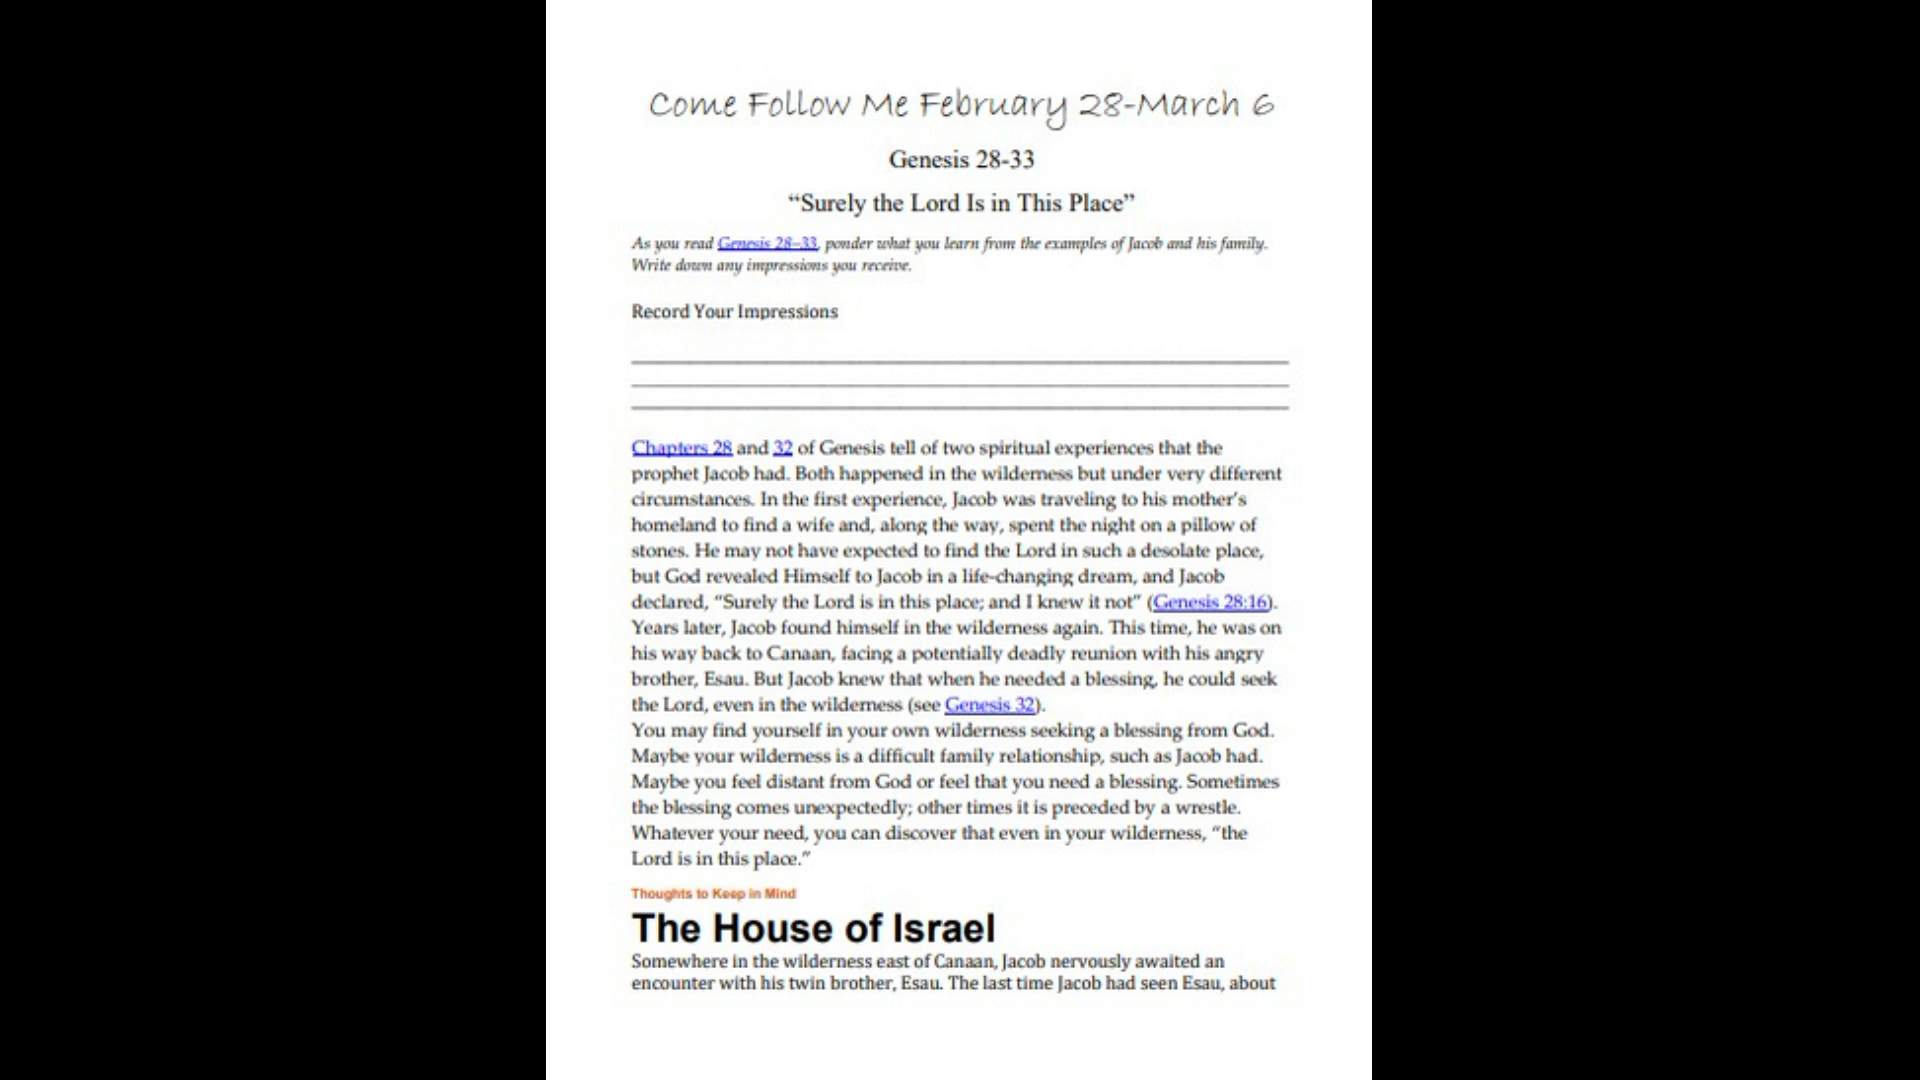 Come Follow Me February 28-March 6
Genesis 28-33
“Surely the Lord Is in This Place”
As you read Genesis 28–33, ponder what you learn from the examples of Jacob and his family.
Write down any impressions you receive.
Record Your Impressions
Chapters 28 and 32 of Genesis tell of two spiritual experiences that the
prophet Jacob had. Both happened in the wilderness but under very different
circumstances. In the first experience, Jacob was traveling to his mother’s
homeland to find a wife and, along the way, spent the night on a pillow of
stones. He may not have expected to find the Lord in such a desolate place,
but God revealed Himself to Jacob in a life-changing dream, and Jacob
declared, “Surely the Lord is in this place; and I knew it not” (Genesis 28:16).
Years later, Jacob found himself in the wilderness again. This time, he was on
his way back to Canaan, facing a potentially deadly reunion with his angry
brother, Esau. But Jacob knew that when he needed a blessing, he could seek
the Lord, even in the wilderness (see Genesis 32).
You may find yourself in your own wilderness seeking a blessing from God.
Maybe your wilderness is a difficult family relationship, such as Jacob had.
Maybe you feel distant from God or feel that you need a blessing. Sometimes
the blessing comes unexpectedly; other times it is preceded by a wrestle.
Whatever your need, you can discover that even in your wilderness, “the
Lord is in this place.”
Thoughts to Keep in Mind
The House of Israel
Somewhere in the wilderness east of Canaan, Jacob nervously awaited an
encounter with his twin brother, Esau. The last time Jacob had seen Esau, about